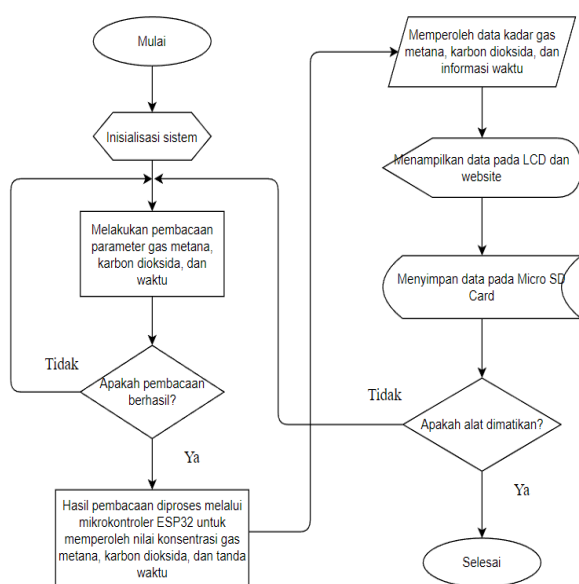 Mulai
Inisialisasi sistem
Melakukan pembacaan
parameter gas metana,
karbon dioksida, dan
waktu
Tidak
Apakah pembacaan
berhasil?
Ya
Hasil pembacaan diproses melalui
mikrokontroler ESP32 untuk
memperoleh nilai konsentrasi gas
metana, karbon dioksida, dan tanda
waktu
Memperoleh data kadar gas
metana, karbon dioksida, dan
informasi waktu
Menampilkan data pada LCD dan
website
Menyimpan data pada Micro SD
Card
Tidak
Apakah alat dimatikan?
Ya
Selesai